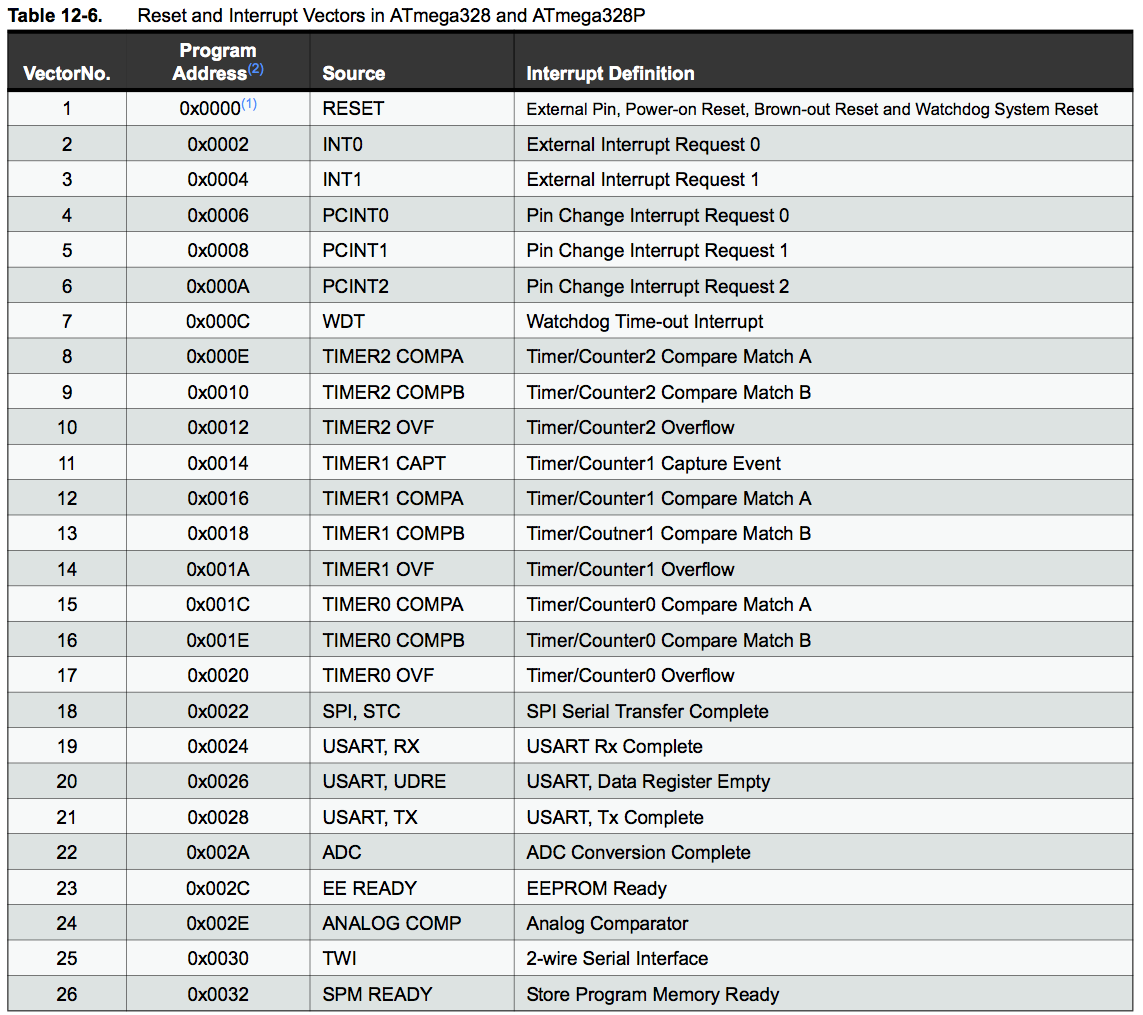 Table 12-6. Reset and Interrupt Vectors in ATmega328 and ATmega328P
VectorNo. Program Address(2) Source Interrupt Definition
1 0x0000(1) RESET External Pin, Power-on Reset, Brown-out Reset and Watchdog System Reset
2 0x0002 INT0 External Interrupt Request 0
3 0x0004 INT1 External Interrupt Request 1
4 0x0006 PCINT0 Pin Change Interrupt Request 0
5 0x0008 PCINT1 Pin Change Interrupt Request 1
6 0x000A PCINT2 Pin Change Interrupt Request 2
7 0x000C WDT Watchdog Time-out Interrupt
8 0x000E TIMER2 COMPA Timer/Counter2 Compare Match A
9 0x0010 TIMER2 COMPB Timer/Counter2 Compare Match B
10 0x0012 TIMER2 OVF Timer/Counter2 Overflow
11 0x0014 TIMER1 CAPT Timer/Counter1 Capture Event
12 0x0016 TIMER1 COMPA Timer/Counter1 Compare Match A
13 0x0018 TIMER1 COMPB Timer/Coutner1 Compare Match B
14 0x001A TIMER1 OVF Timer/Counter1 Overflow
15 0x001C TIMER0 COMPA Timer/Counter0 Compare Match A
16 0x001E TIMER0 COMPB Timer/Counter0 Compare Match B
17 0x0020 TIMER0 OVF Timer/Counter0 Overflow
18 0x0022 SPI, STC SPI Serial Transfer Complete
19 0x0024 USART, RX USART Rx Complete
20 0x0026 USART, UDRE USART, Data Register Empty
21 0x0028 USART, TX USART, Tx Complete
22 0x002A ADC ADC Conversion Complete
23 0x002C EE READY EEPROM Ready
24 0x002E ANALOG COMP Analog Comparator
25 0x0030 TWI 2-wire Serial Interface
26 0x0032 SPM READY Store Program Memory Ready